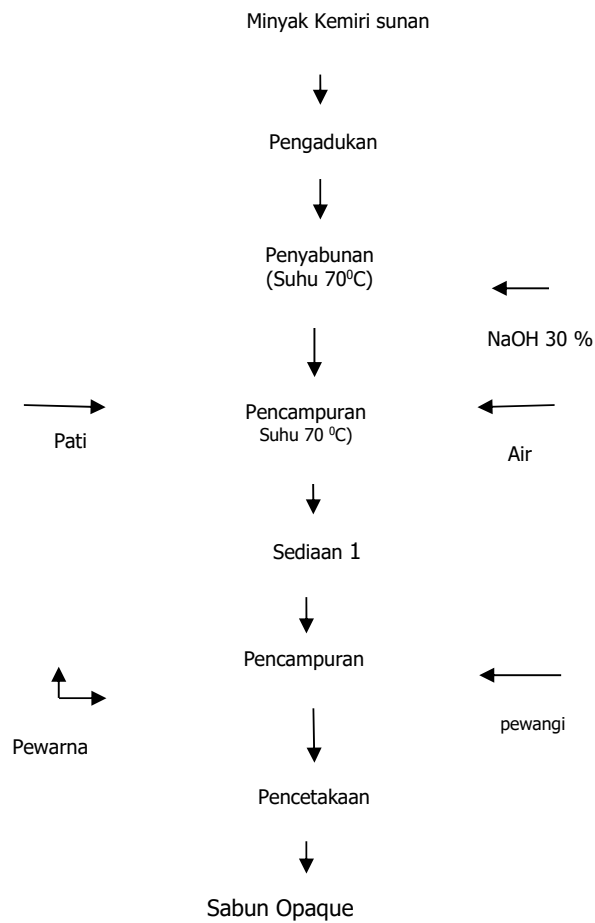 Minyak Kemiri sunan
Pengadukan
Penyabunan
(Suhu 70⁰C)
NaOH 30 %
Pencampuran
Suhu 70 ⁰C)
Pati
Air
Sediaan 1
Pencampuran
Pewarna
pewangi
Pencetakaan
Sabun Opaque